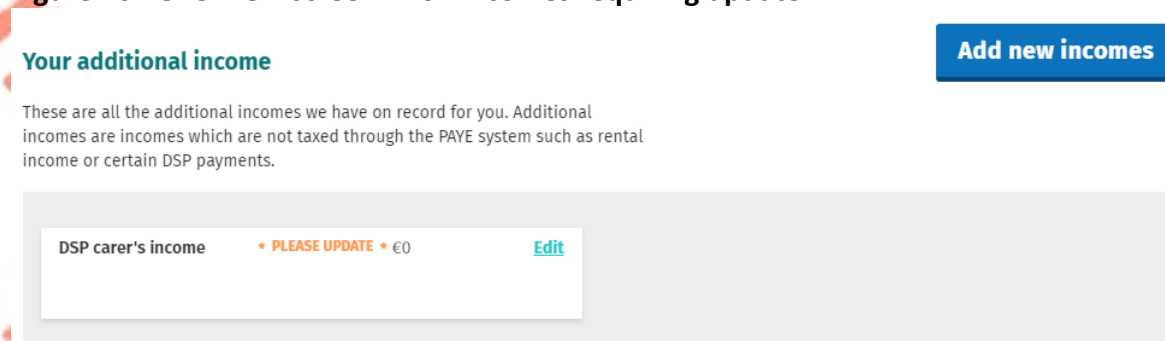 Your additional income
Add new incomes
These are all the additional incomes we have on record for you. Additional
incomes are incomes which are not taxed through the PAYE system such as rental
income or certain DSP payments.
DSP carer's income * PLEASE UPDATE * €0 Edit